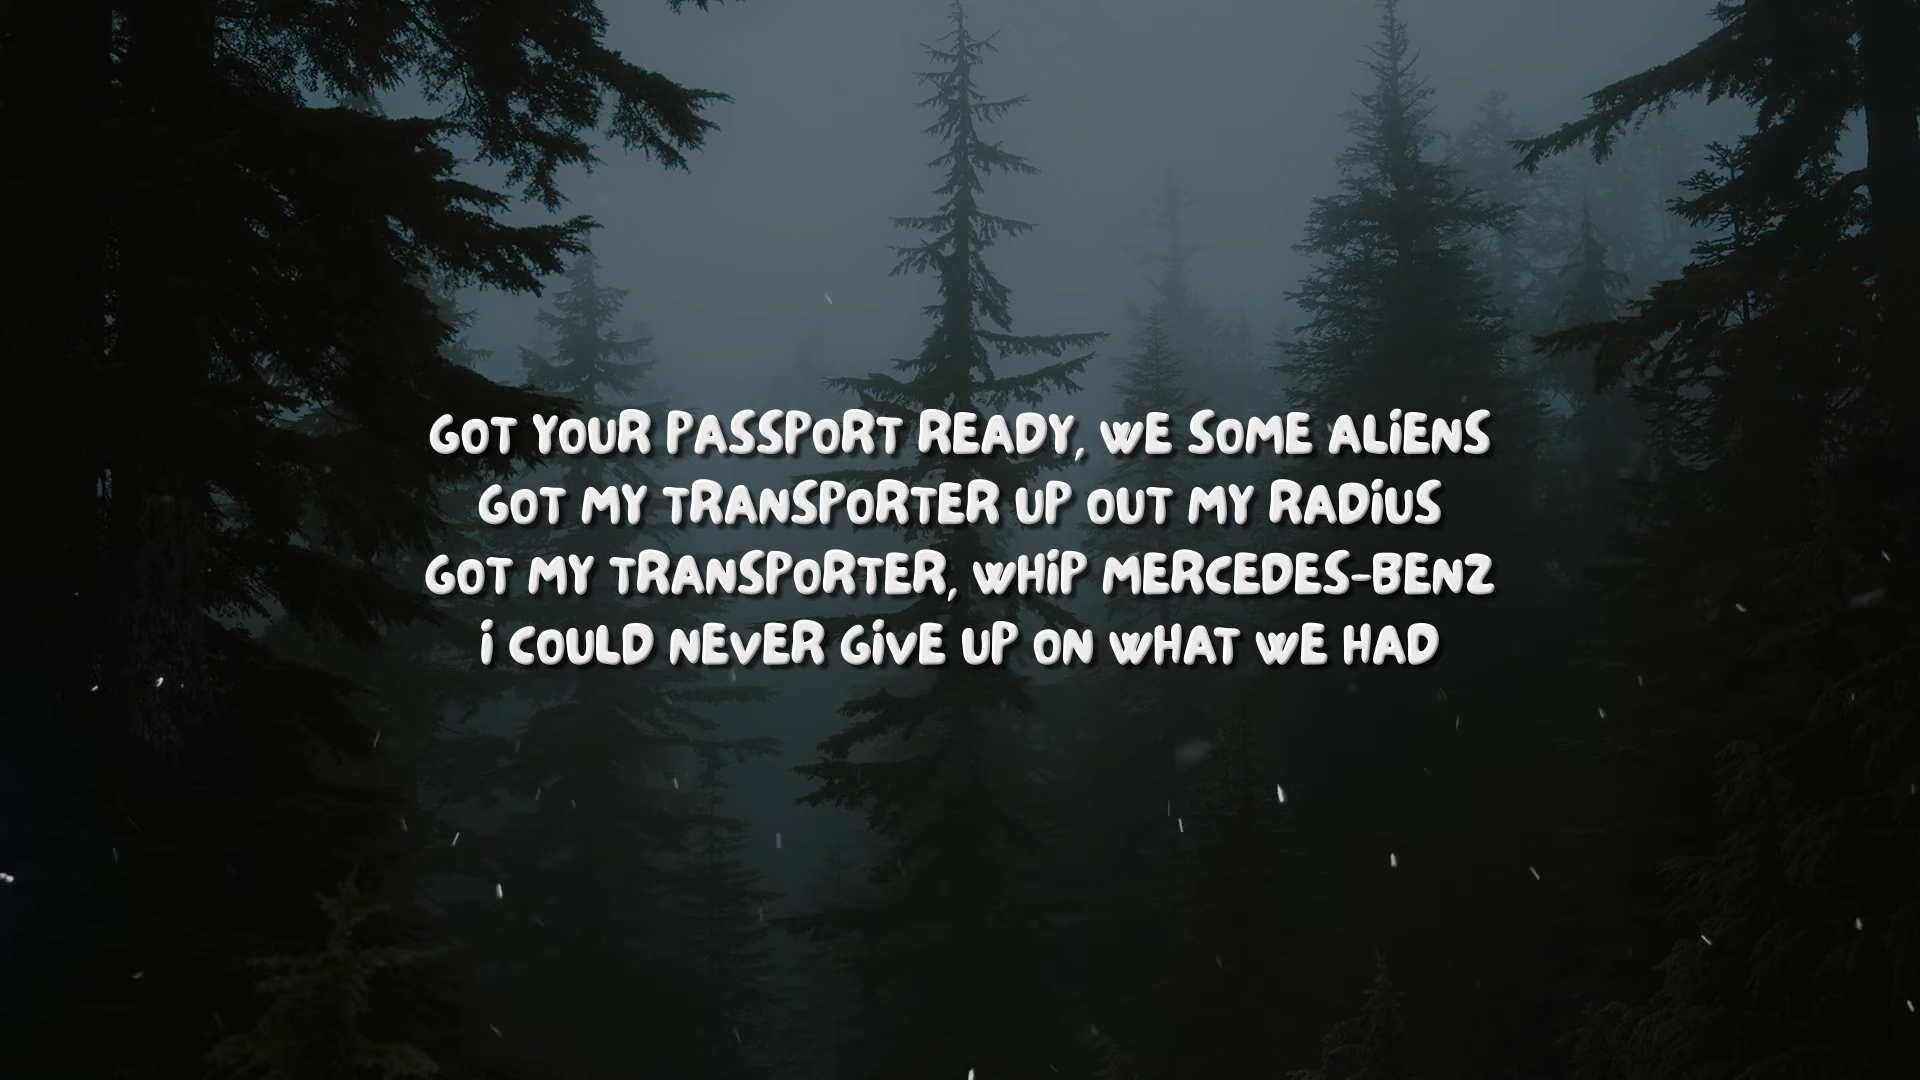 GOT YOUR PASSPORT READY, WE SOME ALiENS
GOT MY TRANSPORTER UP OUT MY RADiUS
GOT MY TRANSPORTER, WHiP MERCEDES-BENZ
i COULD NEVER GiVE UP ON WHAT WE HAD